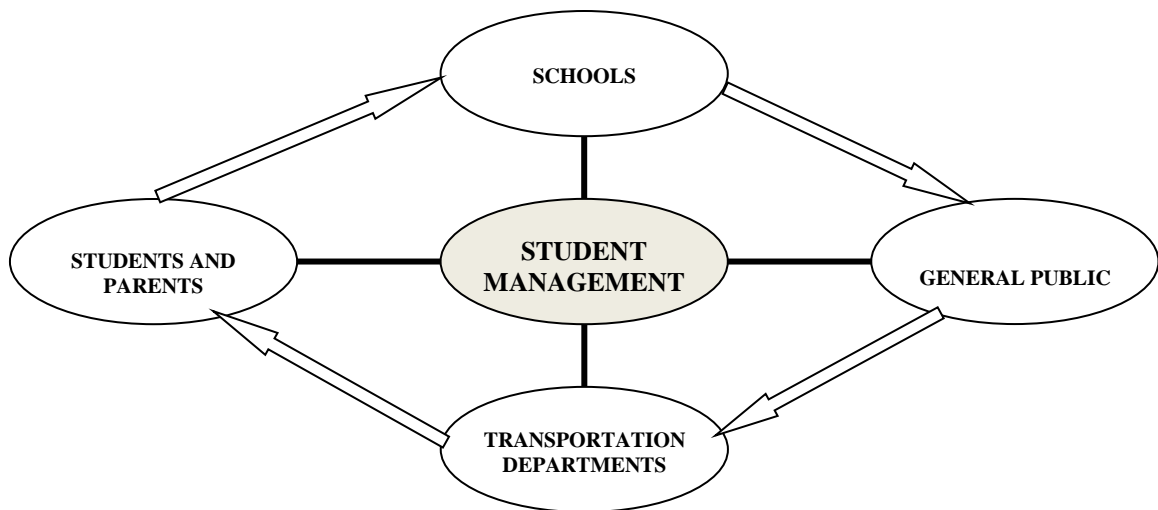 SCHOOLS
STUDENTS AND
PARENTS
STUDENT
MANAGEMENT
GENERAL PUBLIC
TRANSPORTATION
DEPARTMENTS